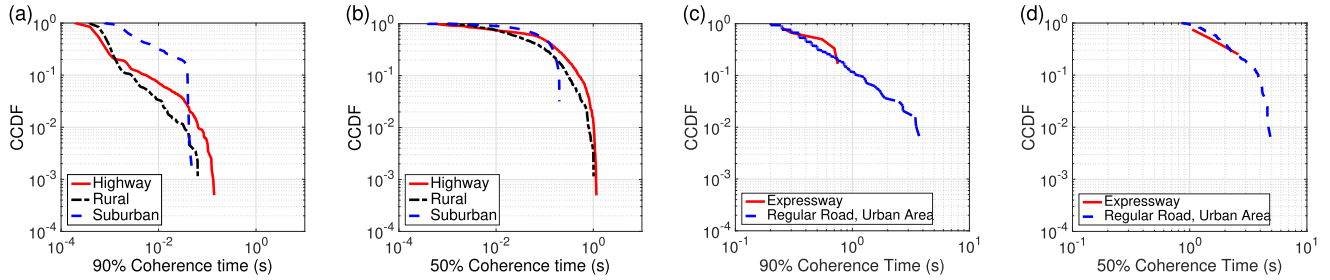 (a)
CCDF
10^0
10^-1
10^-2
10^-3
10^-4
Highway
Rural
Suburban
10^-4
10^-2
10^0
90% Coherence time (s)
(b)
CCDF
10^0
10^-1
10^-2
10^-3
10^-4
Highway
Rural
Suburban
10^-4
10^-2
10^0
50% Coherence time (s)
(c)
CCDF
10^0
10^-1
10^-2
10^-3
10^-4
Expressway
Regular Road, Urban Area
10^-1
10^0
10^1
90% Coherence Time (s)
(d)
CCDF
10^0
10^-1
10^-2
10^-3
10^-4
Expressway
Regular Road, Urban Area
10^-1
10^0
10^1
50% Coherence Time (s)